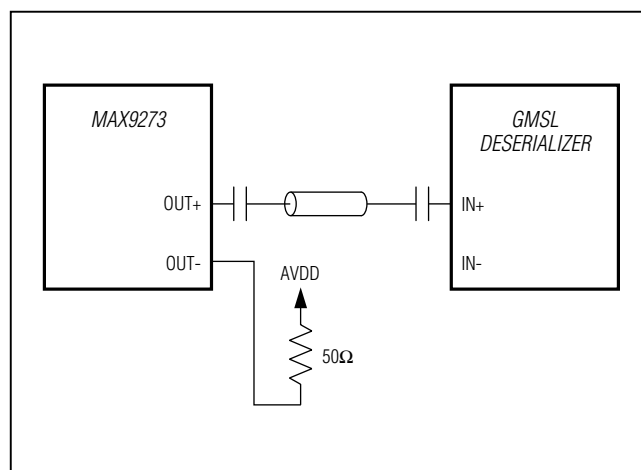 MAX9273
GMSL
DESERIALIZER
OUT+
IN+
OUT-
IN-
AVDD
50Ω